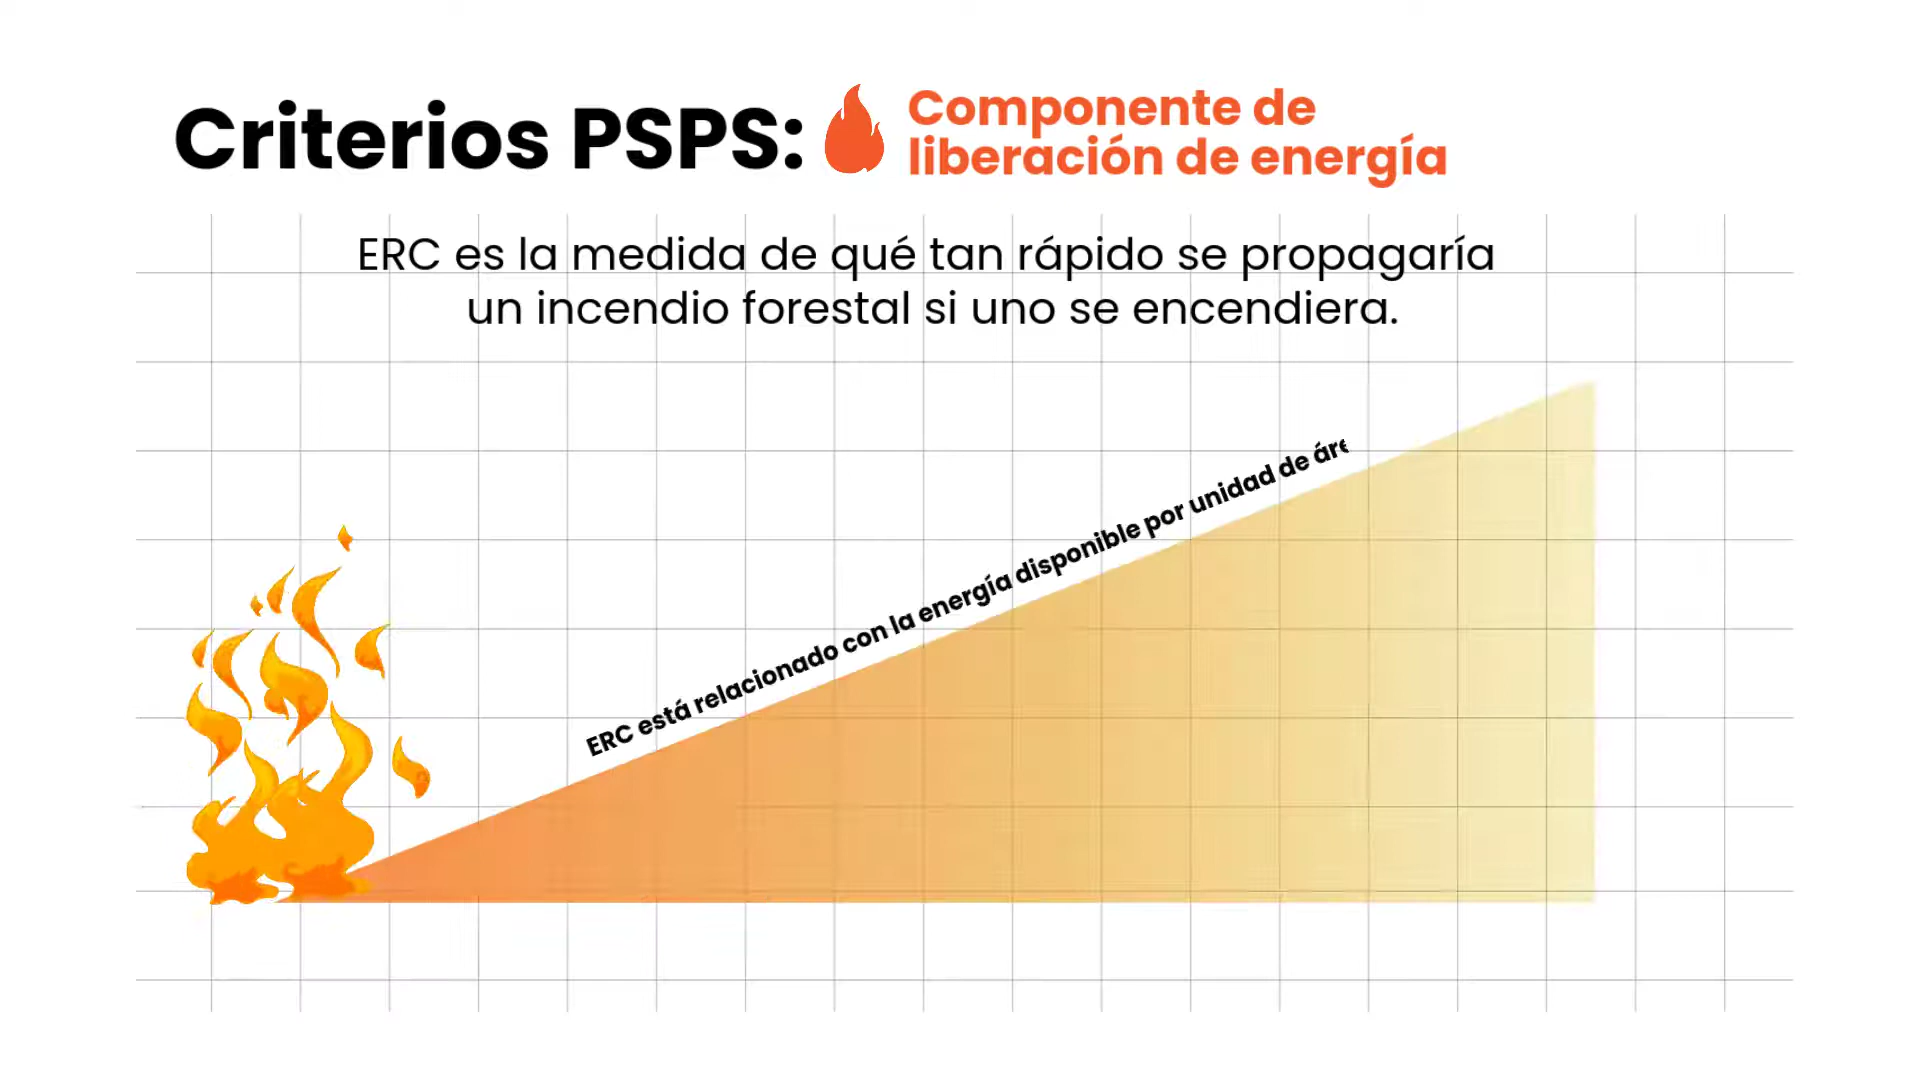 Criterios PSPS:
Componente de
liberación de energía
ERC es la medida de qué tan rápido se propagaría
un incendio forestal si uno se encendiera.
ERC está relacionado con la energía disponible por unidad de